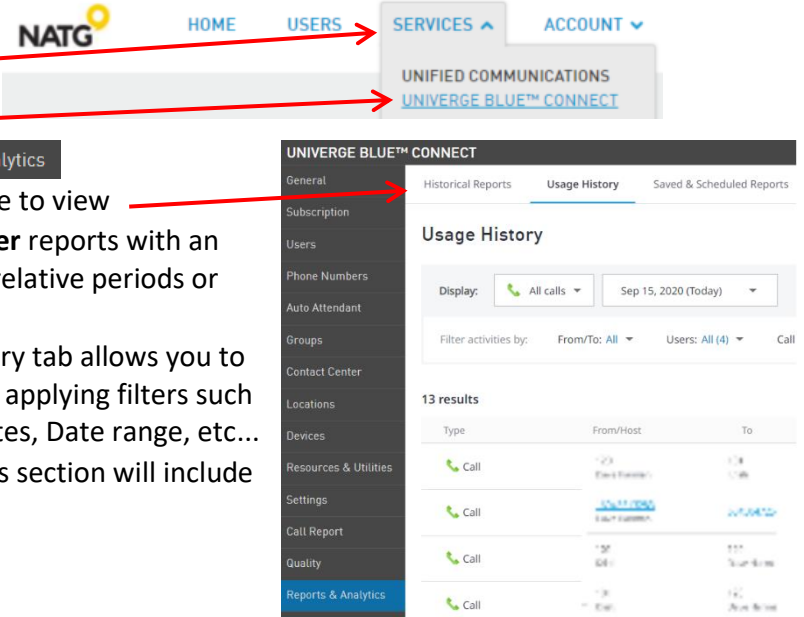 NATG
HOME USERS SERVICES ACCOUNT
UNIFIED COMMUNICATIONS
UNIVERGE BLUE™ CONNECT
lytics
e to view
er reports with an
relative periods or
ry tab allows you to
applying filters such
tes, Date range, etc...
s section will include
UNIVERGE BLUE™ CONNECT
General
Subscription
Users
Phone Numbers
Auto Attendant
Groups
Contact Center
Locations
Devices
Resources & Utilities
Settings
Call Report
Quality
Reports & Analytics
Historical Reports Usage History Saved & Scheduled Reports
Usage History
Display: All calls Sep 15, 2020 (Today)
Filter activities by: From/To: All Users: All (4) Call
13 results
Type From/Host To
Call
Call
Call
Call